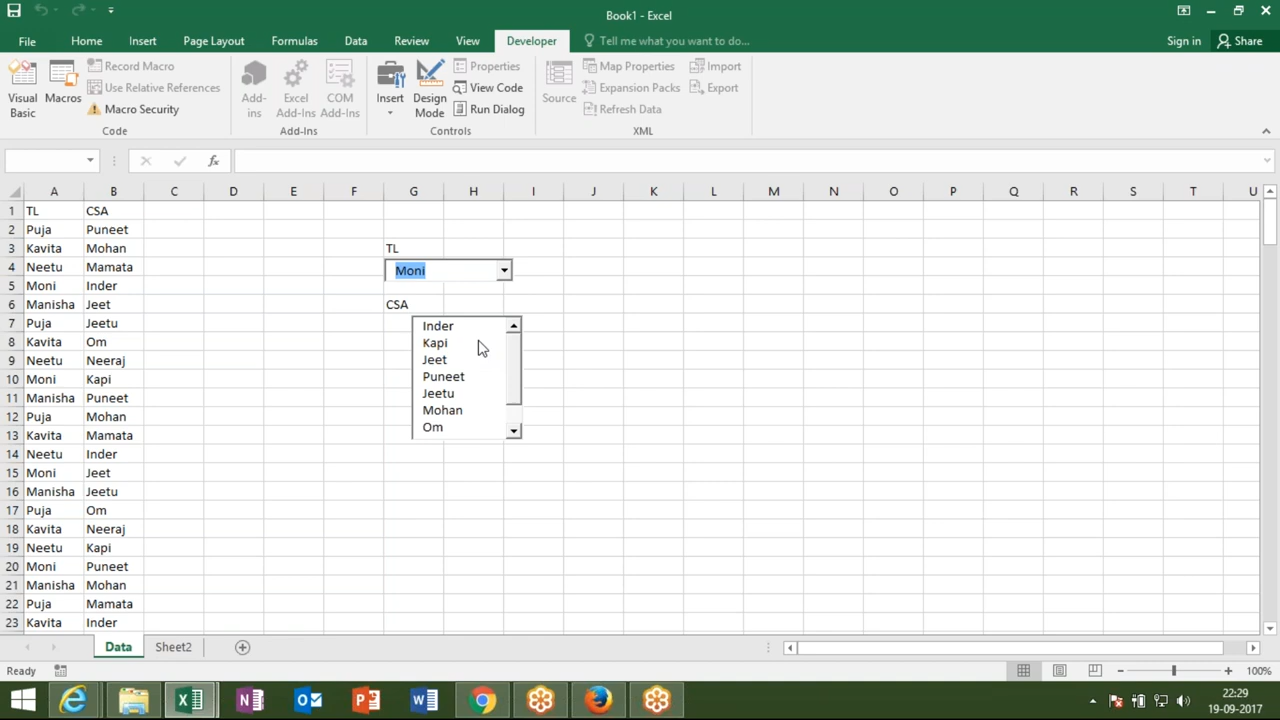 Book1 - Excel
Sign in
Share
File Home Insert Page Layout Formulas Data Review View Developer Tell me what you want to do...
Visual Basic
Macros
Record Macro
Use Relative References
Macro Security
Code
Add-ins
Excel Add-Ins
COM Add-Ins
Add-Ins
Insert
Design Mode
Properties
View Code
Run Dialog
Controls
Source
Map Properties
Expansion Packs
Refresh Data
Import
Export
XML
fx
A B C D E F G H I J K L M N O P Q R S T U
1 TL CSA
2 Puja Puneet
3 Kavita Mohan TL
4 Neetu Mamata Moni
5 Moni Inder
6 Manisha Jeet CSA
7 Puja Jeetu Inder
8 Kavita Om Kapi
9 Neetu Neeraj Jeet
10 Moni Kapi Puneet
11 Manisha Puneet Jeetu
12 Puja Mohan Mohan
13 Kavita Mamata Om
14 Neetu Inder
15 Moni Jeet
16 Manisha Jeetu
17 Puja Om
18 Kavita Neeraj
19 Neetu Kapi
20 Moni Puneet
21 Manisha Mohan
22 Puja Mamata
23 Kavita Inder
Data Sheet2
Ready
100%
22:29
19-09-2017